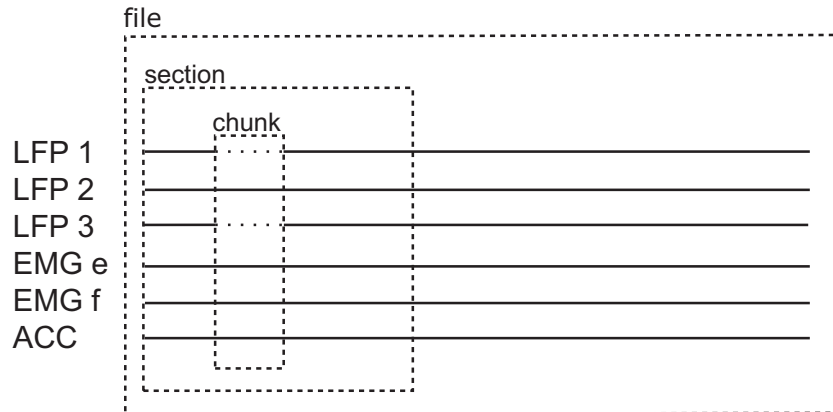 file
section
chunk
LFP 1
LFP 2
LFP 3
EMG e
EMG f
ACC